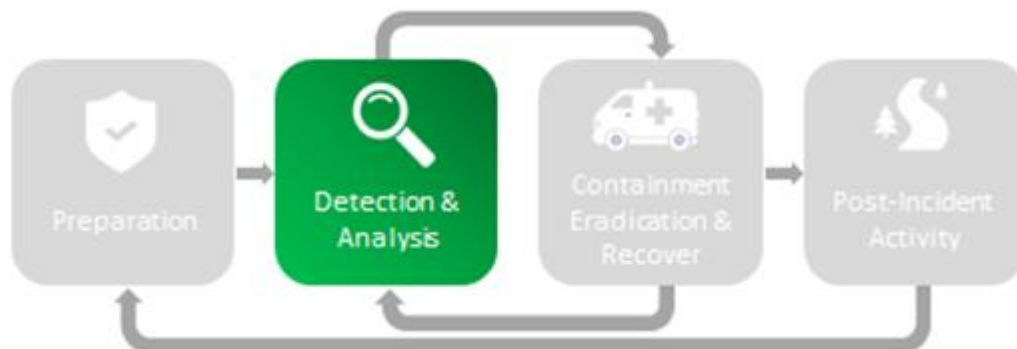 Preparation
Detection &
Analysis
Containment
Eradication &
Recover
Post-Incident
Activity